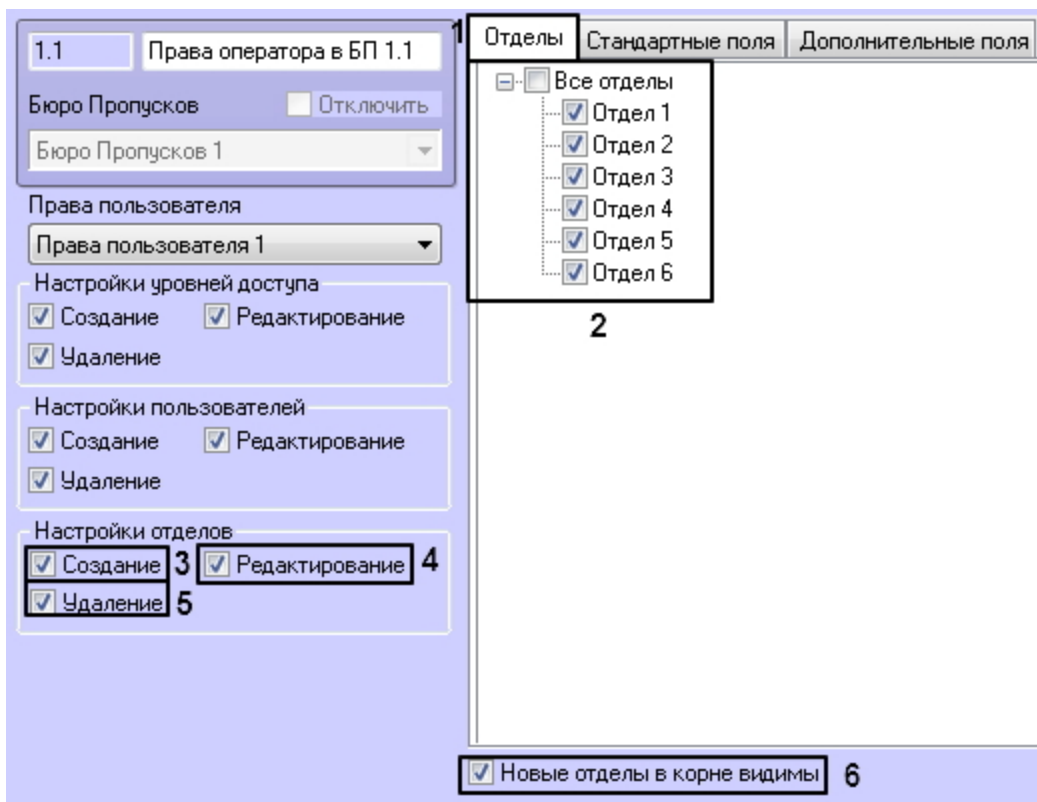 1.1 Права оператора в БП 1.1
Бюро Пропусков Отключить
Бюро Пропусков 1
Права пользователя
Права пользователя 1
Настройки уровней доступа
Создание Редактирование
Удаление
Настройки пользователей
Создание Редактирование
Удаление
Настройки отделов
Создание 3 Редактирование 4
Удаление 5
1 Отделы Стандартные поля Дополнительные поля
Все отделы
Отдел 1
Отдел 2
Отдел 3
Отдел 4
Отдел 5
Отдел 6
2
Новые отделы в корне видимы 6